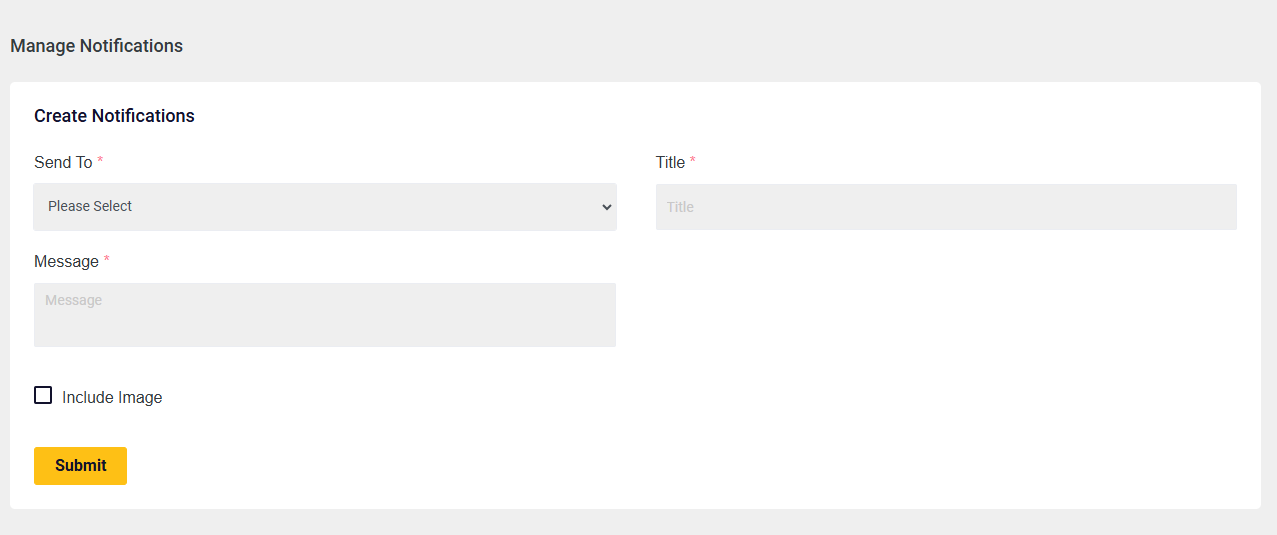 Manage Notifications
Create Notifications
Send To *
Title *
Please Select
Title
Message *
Message
Include Image
Submit